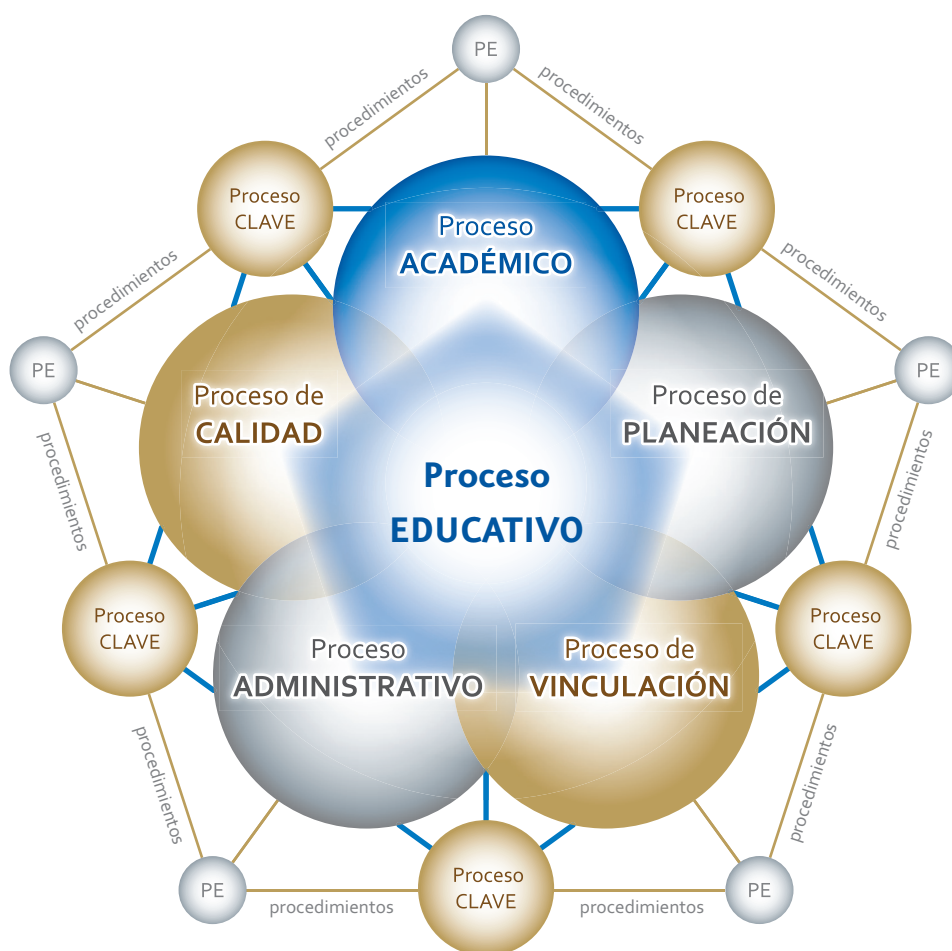 PE
procedimientos
procedimientos
Proceso
CLAVE
Proceso
CLAVE
Proceso
ACADÉMICO
procedimientos
procedimientos
PE
PE
Proceso de
CALIDAD
Proceso de
PLANEACIÓN
Proceso
EDUCATIVO
procedimientos
procedimientos
Proceso
CLAVE
Proceso
CLAVE
Proceso
ADMINISTRATIVO
Proceso de
VINCULACIÓN
procedimientos
procedimientos
PE
Proceso
CLAVE
PE
procedimientos
procedimientos